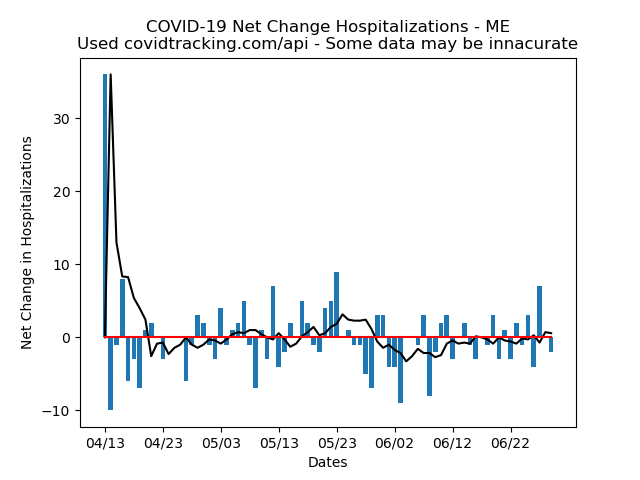 COVID-19 Net Change Hospitalizations - ME
Used covidtracking.com/api - Some data may be innacurate
Net Change in Hospitalizations
30
20
10
0
−10
04/13 04/23 05/03 05/13 05/23 06/02 06/12 06/22
Dates